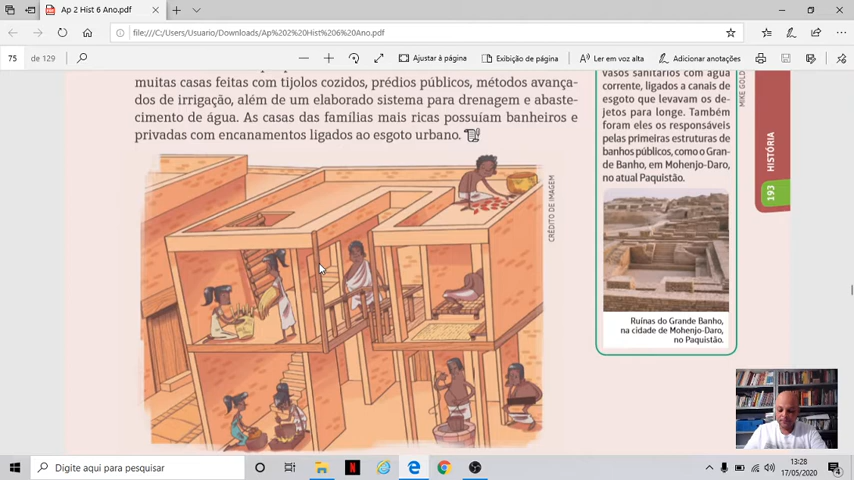 Ap 2 Hist 6 Ano.pdf
file:///C:/Users/Usuario/Downloads/Ap%202%20Hist%206%20Ano.pdf
75 de 129
Ajustar à página
Exibição de página
Ler em voz alta
Adicionar anotações
muitas casas feitas com tijolos cozidos, prédios públicos, métodos avança-
dos de irrigação, além de um elaborado sistema para drenagem e abaste-
cimento de água. As casas das famílias mais ricas possuíam banheiros e
privadas com encanamentos ligados ao esgoto urbano.
CRÉDITO DE IMAGEM
vasos sanitários com água
corrente, ligados a canais de
esgoto que levavam os de-
jetos para longe. Também
foram eles os responsáveis
pelas primeiras estruturas de
banhos públicos, como o Gran-
de Banho, em Mohenjo-Daro,
no atual Paquistão.
MIKE GOLD
Ruínas do Grande Banho,
na cidade de Mohenjo-Daro,
no Paquistão.
HISTÓRIA
193
Digite aqui para pesquisar
13:28
17/05/2020
4